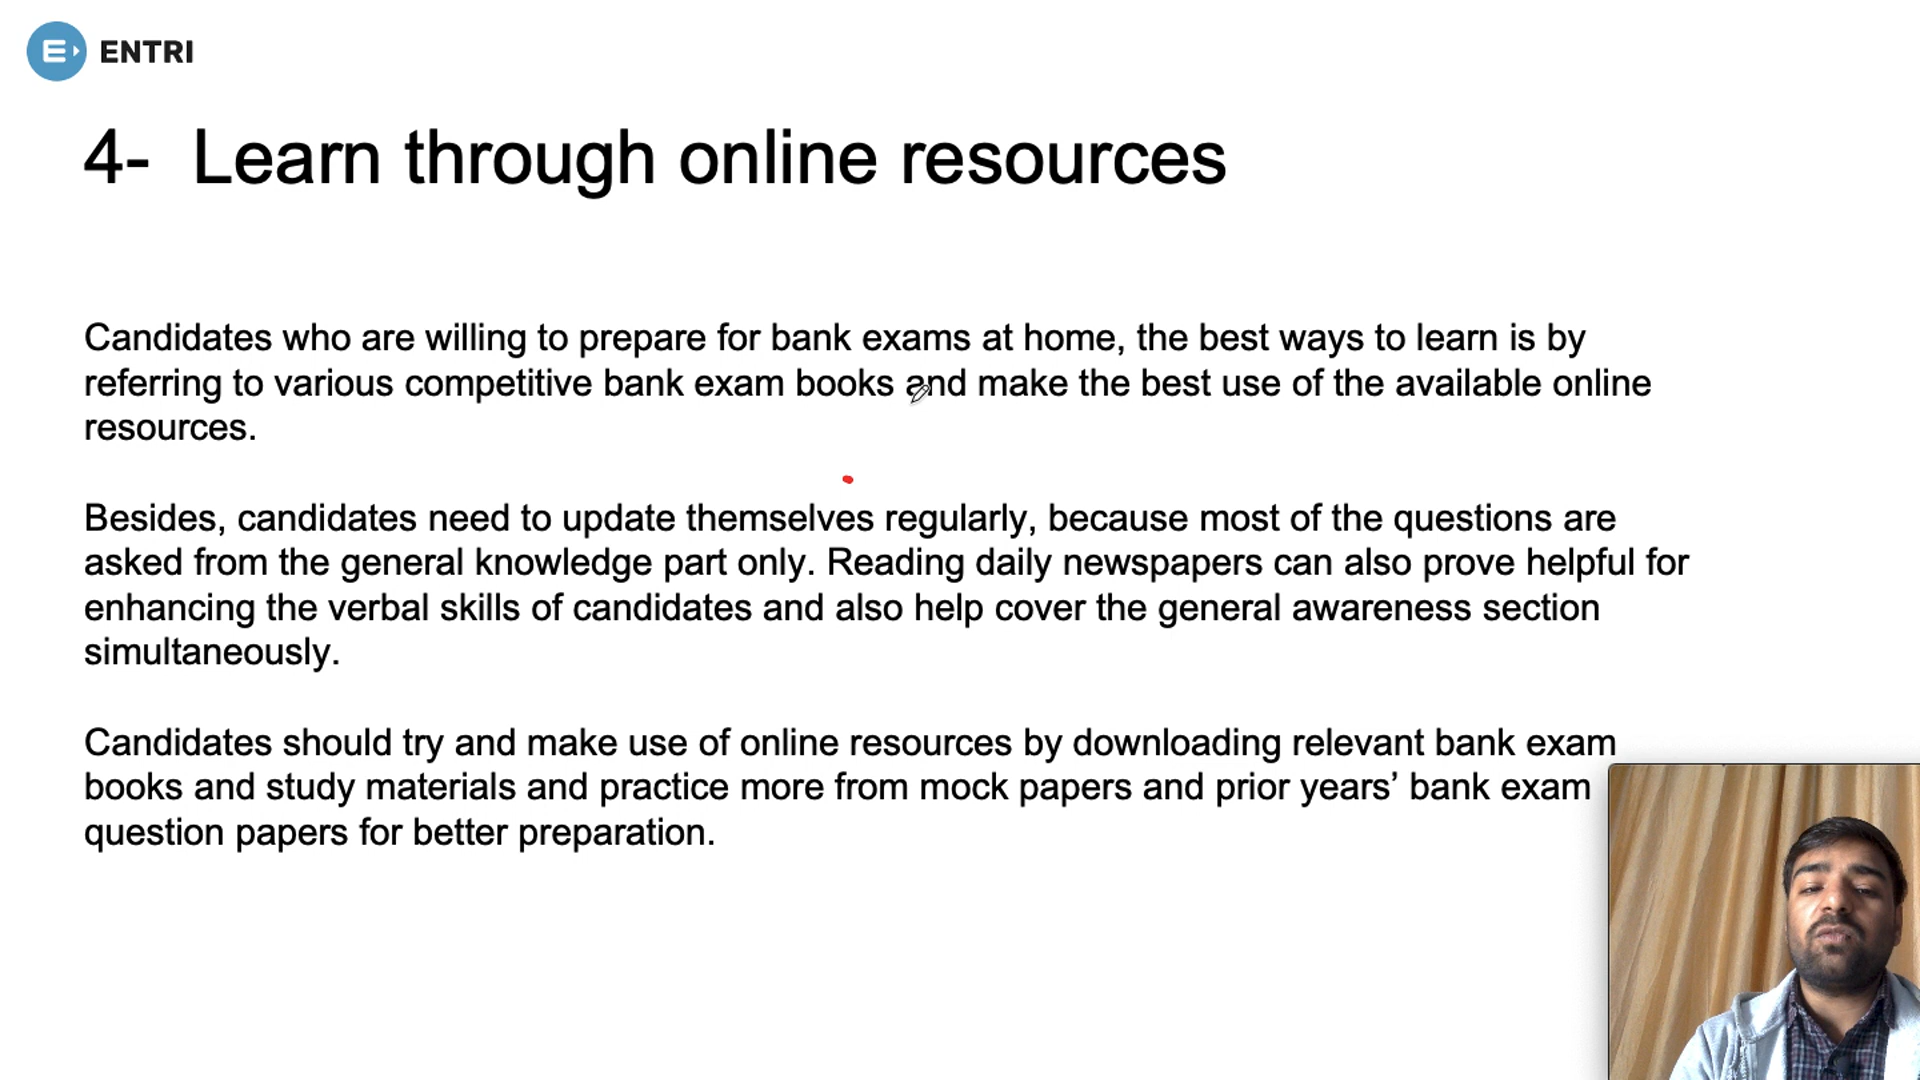 ENTRI
4- Learn through online resources
Candidates who are willing to prepare for bank exams at home, the best ways to learn is by
referring to various competitive bank exam books and make the best use of the available online
resources.
Besides, candidates need to update themselves regularly, because most of the questions are
asked from the general knowledge part only. Reading daily newspapers can also prove helpful for
enhancing the verbal skills of candidates and also help cover the general awareness section
simultaneously.
Candidates should try and make use of online resources by downloading relevant bank exam
books and study materials and practice more from mock papers and prior years’ bank exam
question papers for better preparation.